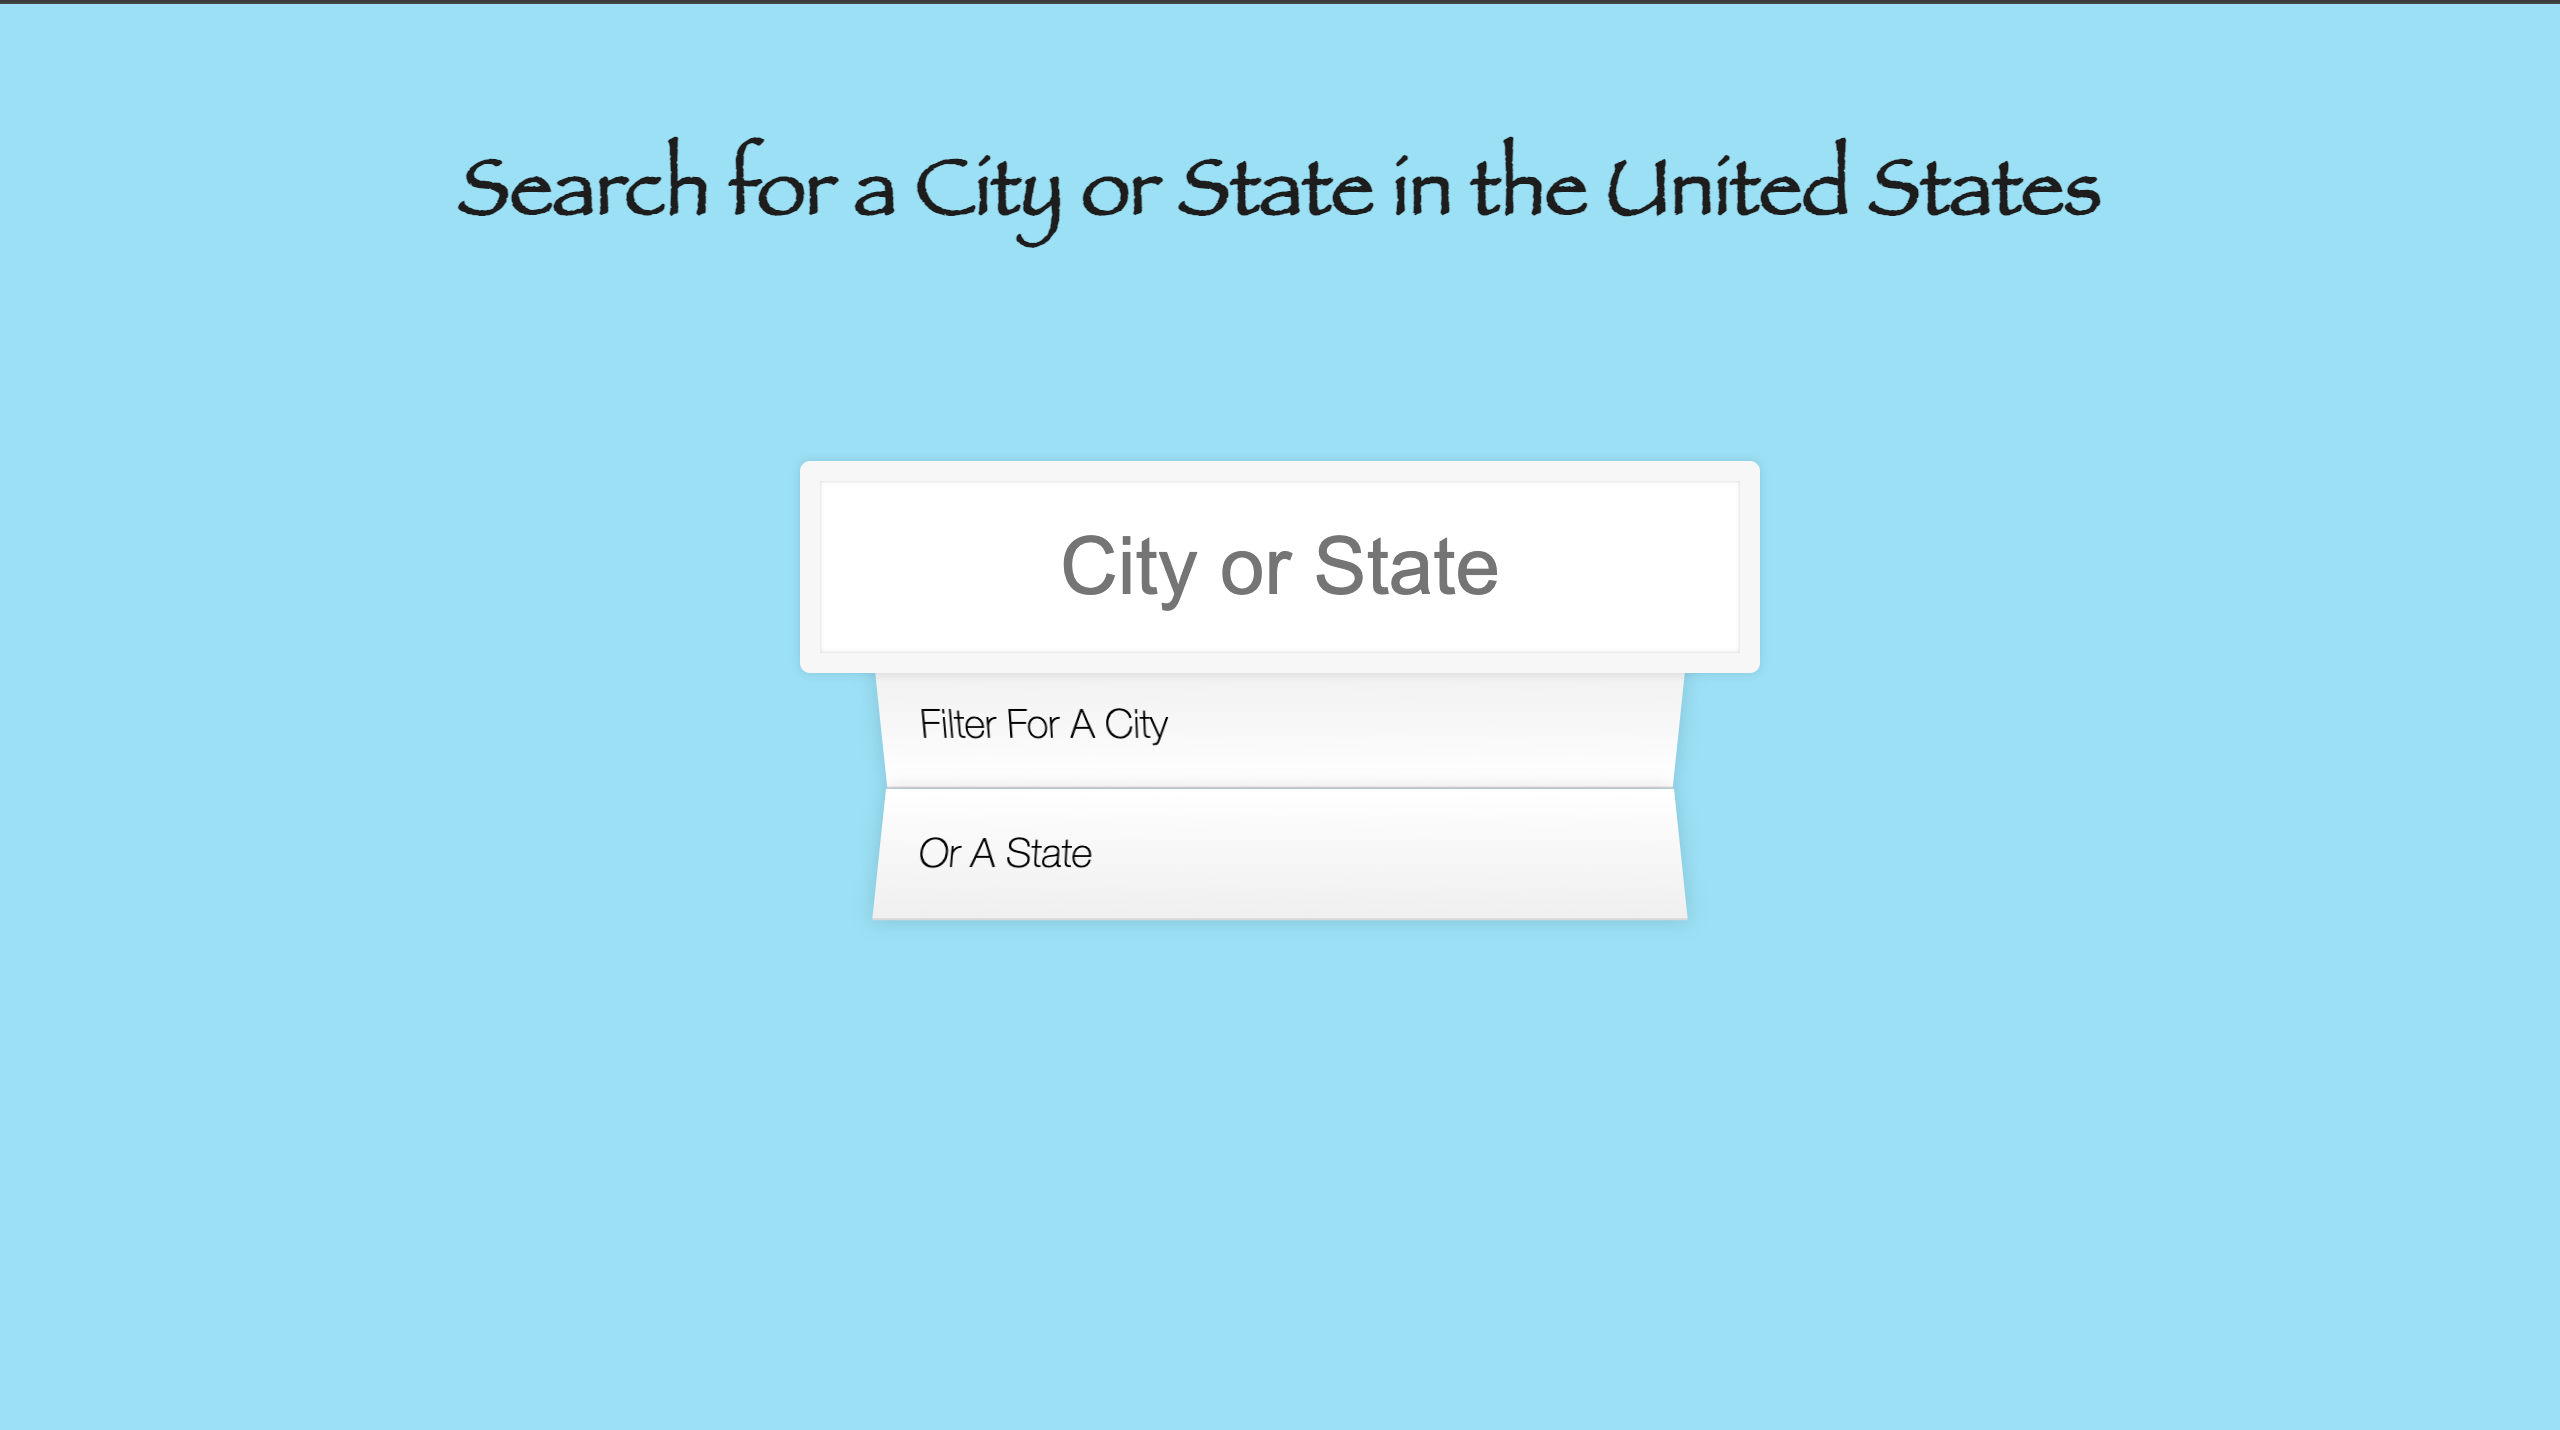 Search for a City or State in the United States
City or State
Filter For A City
Or A State